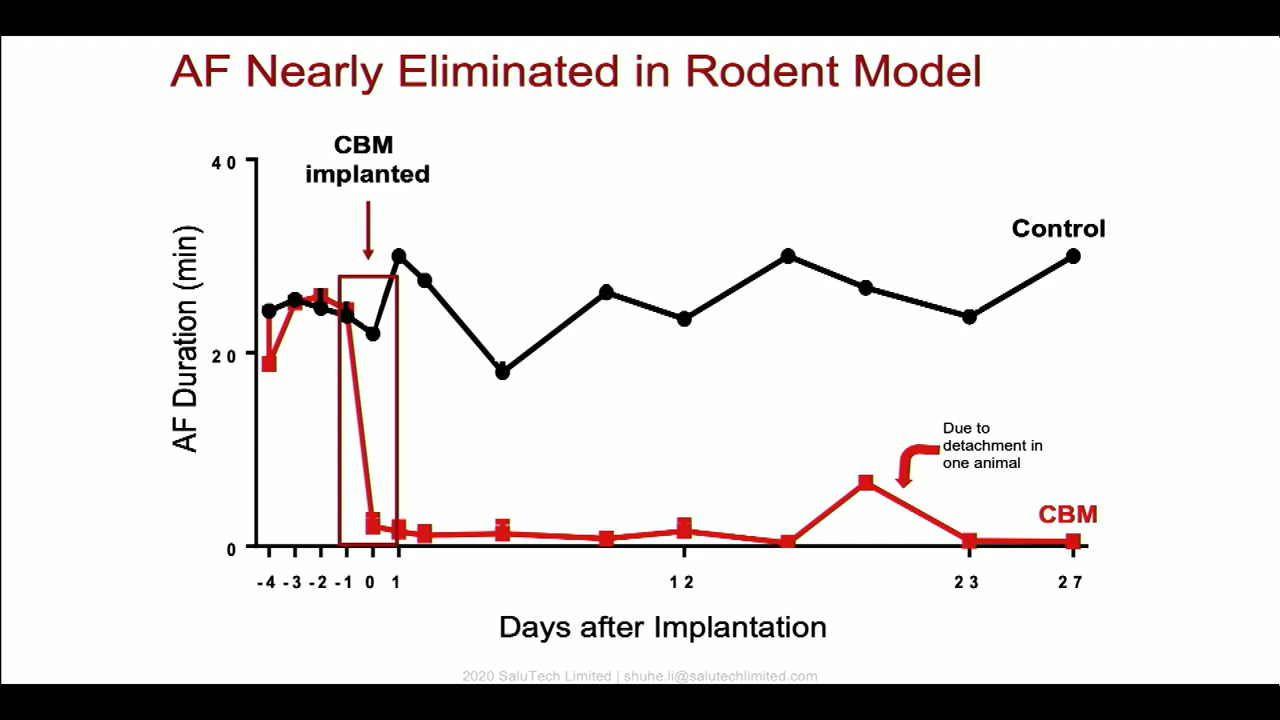 AF Nearly Eliminated in Rodent Model
CBM
implanted
40
Control
AF Duration (min)
20
Due to
detachment in
one animal
CBM
0
-4 -3 -2 -1 0 1 12 23 27
Days after Implantation
2020 SaluTech Limited | shuhe.li@salutechlimited.com